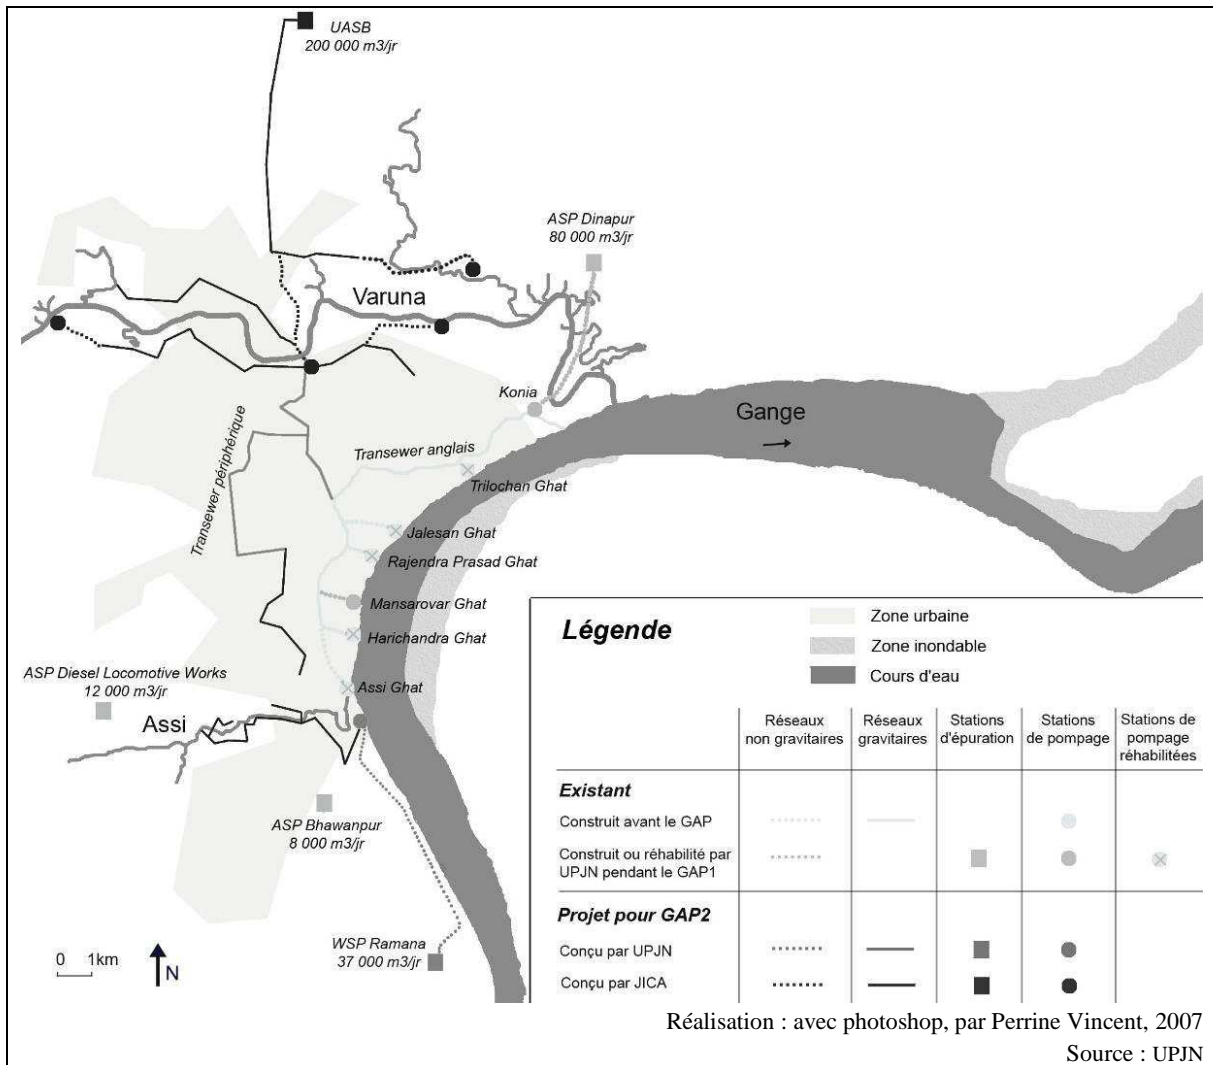 UASB
200 000 m3/jr
ASP Dinapur
80 000 m3/jr
Varuna
Konia
Gange
Transewer périphérique
Transewer anglais
Trilochan Ghat
Jalesan Ghat
Rajendra Prasad Ghat
Mansarovar Ghat
Harichandra Ghat
ASP Diesel Locomotive Works
12 000 m3/jr
Assi Ghat
Assi
ASP Bhawanpur
8 000 m3/jr
WSP Ramana
37 000 m3/jr
0 1km
N
Légende
Zone urbaine
Zone inondable
Cours d'eau
Réseaux non gravitaires
Réseaux gravitaires
Stations d'épuration
Stations de pompage
Stations de pompage réhabilitées
Existant
Construit avant le GAP
Construit ou réhabilité par
UPJN pendant le GAP1
Projet pour GAP2
Conçu par UPJN
Conçu par JICA
Réalisation : avec photoshop, par Perrine Vincent, 2007
Source : UPJN